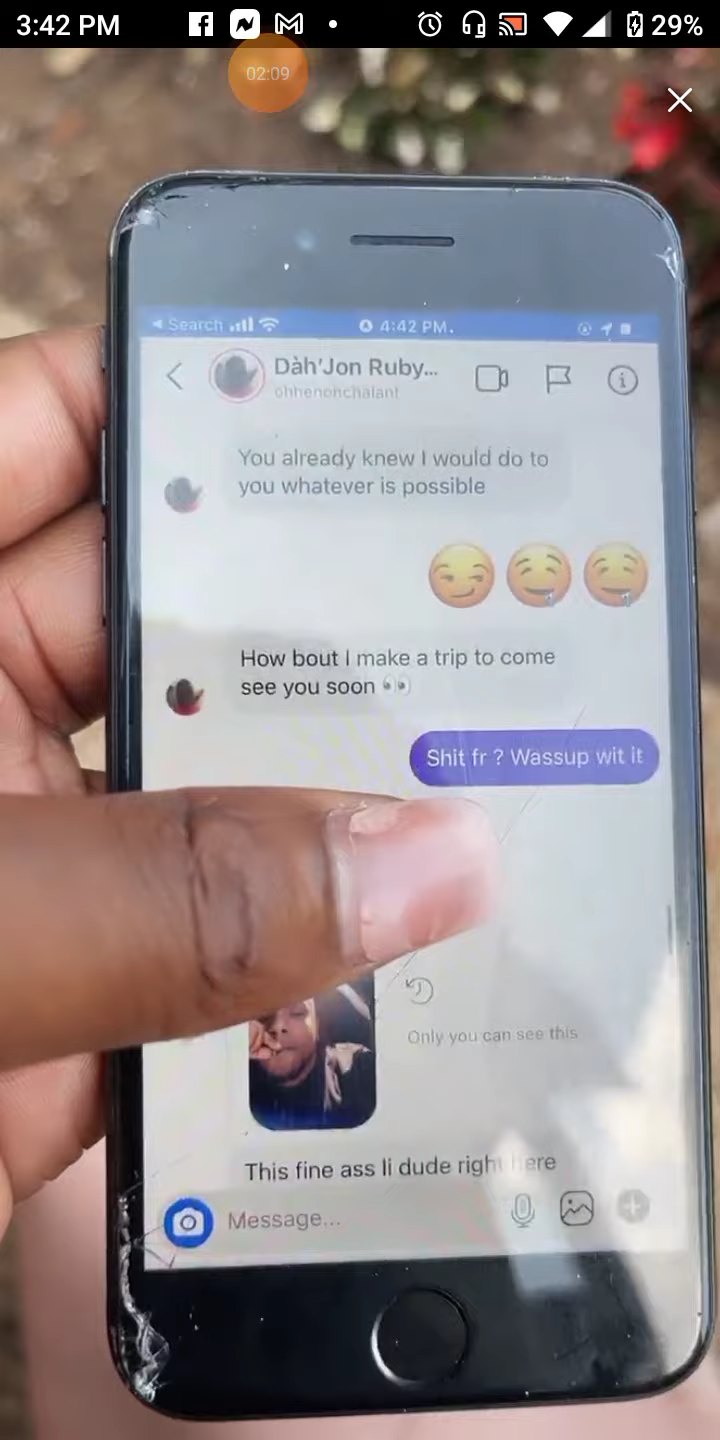 3:42 PM
29%
02:09
Search
4:42 PM
Dàh'Jon Ruby...
ohhenonchalant
You already knew I would do to
you whatever is possible
How bout I make a trip to come
see you soon 👀
Shit fr ? Wassup wit it
Only you can see this
This fine ass li dude right here
Message...